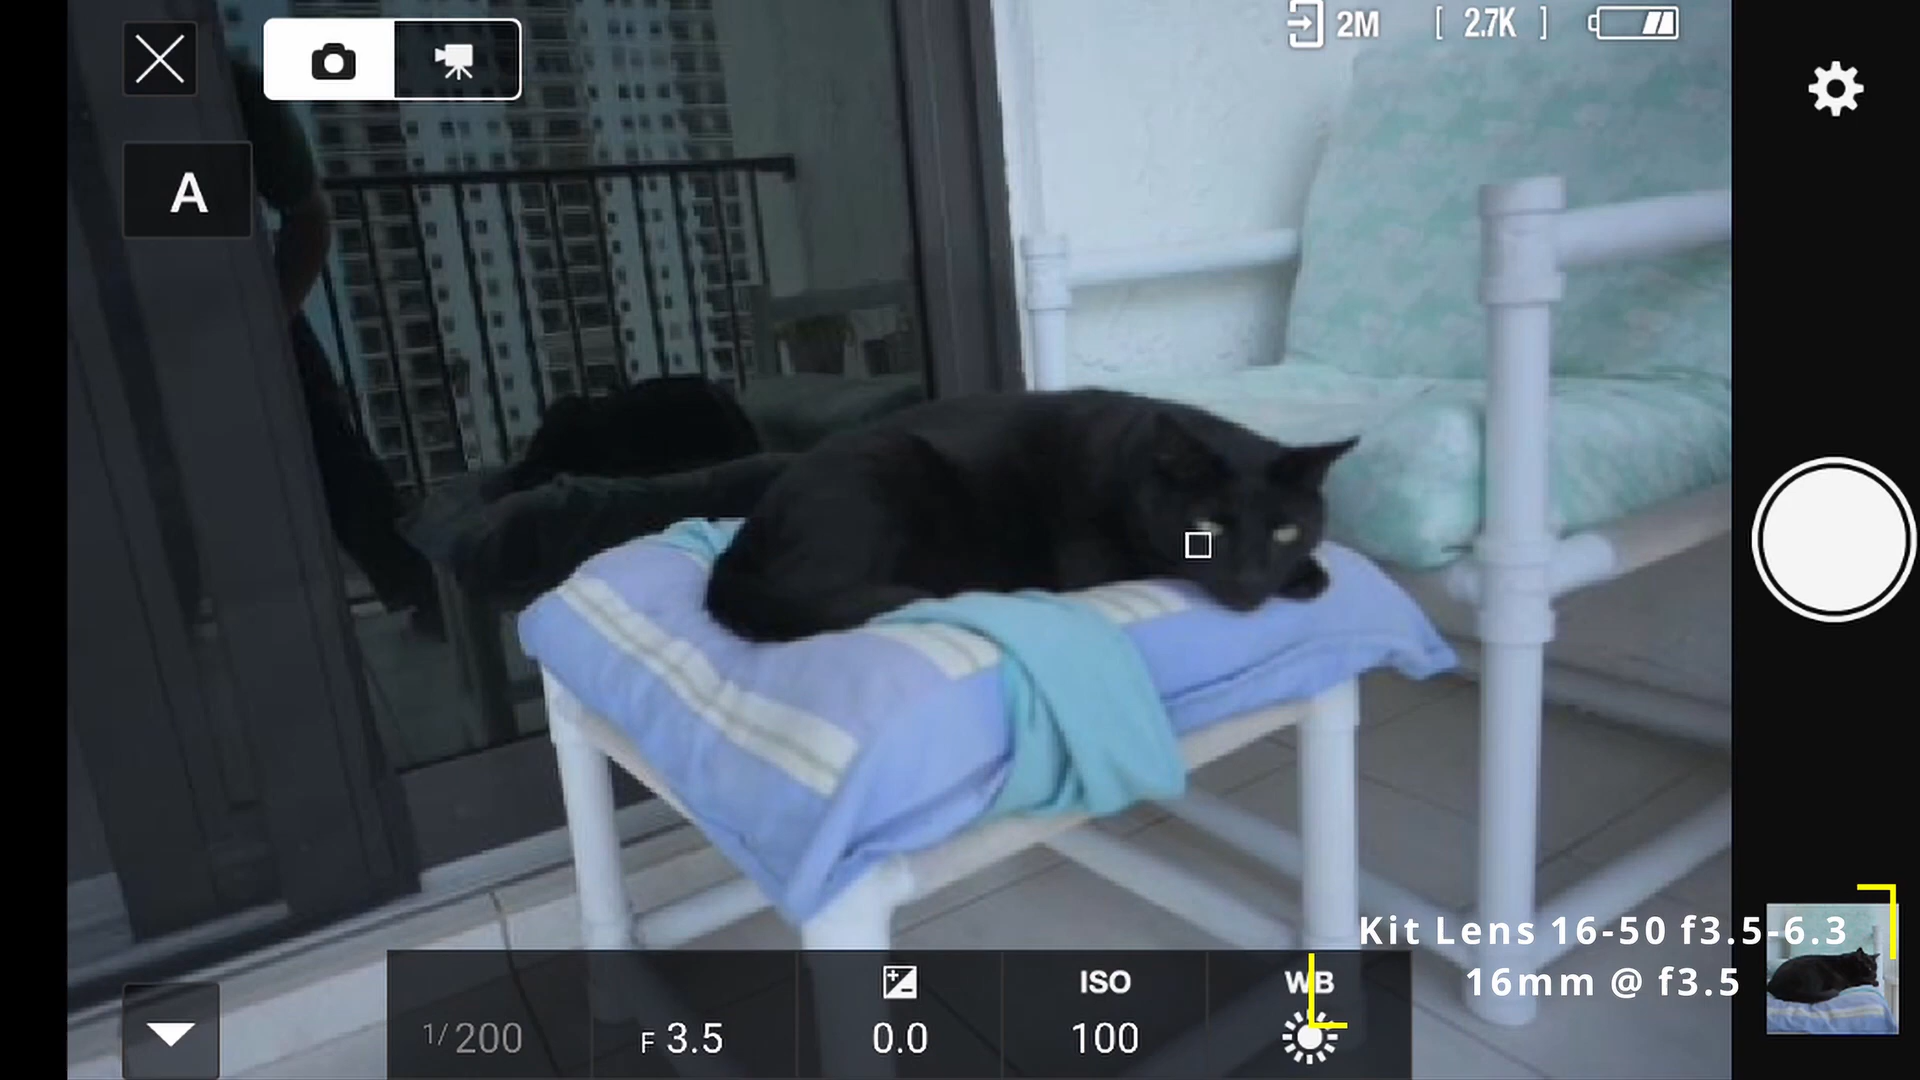 2M [ 2.7K ]
A
Kit Lens 16-50 f3.5-6.3
16mm @ f3.5
ISO WB
1/200 F 3.5 0.0 100